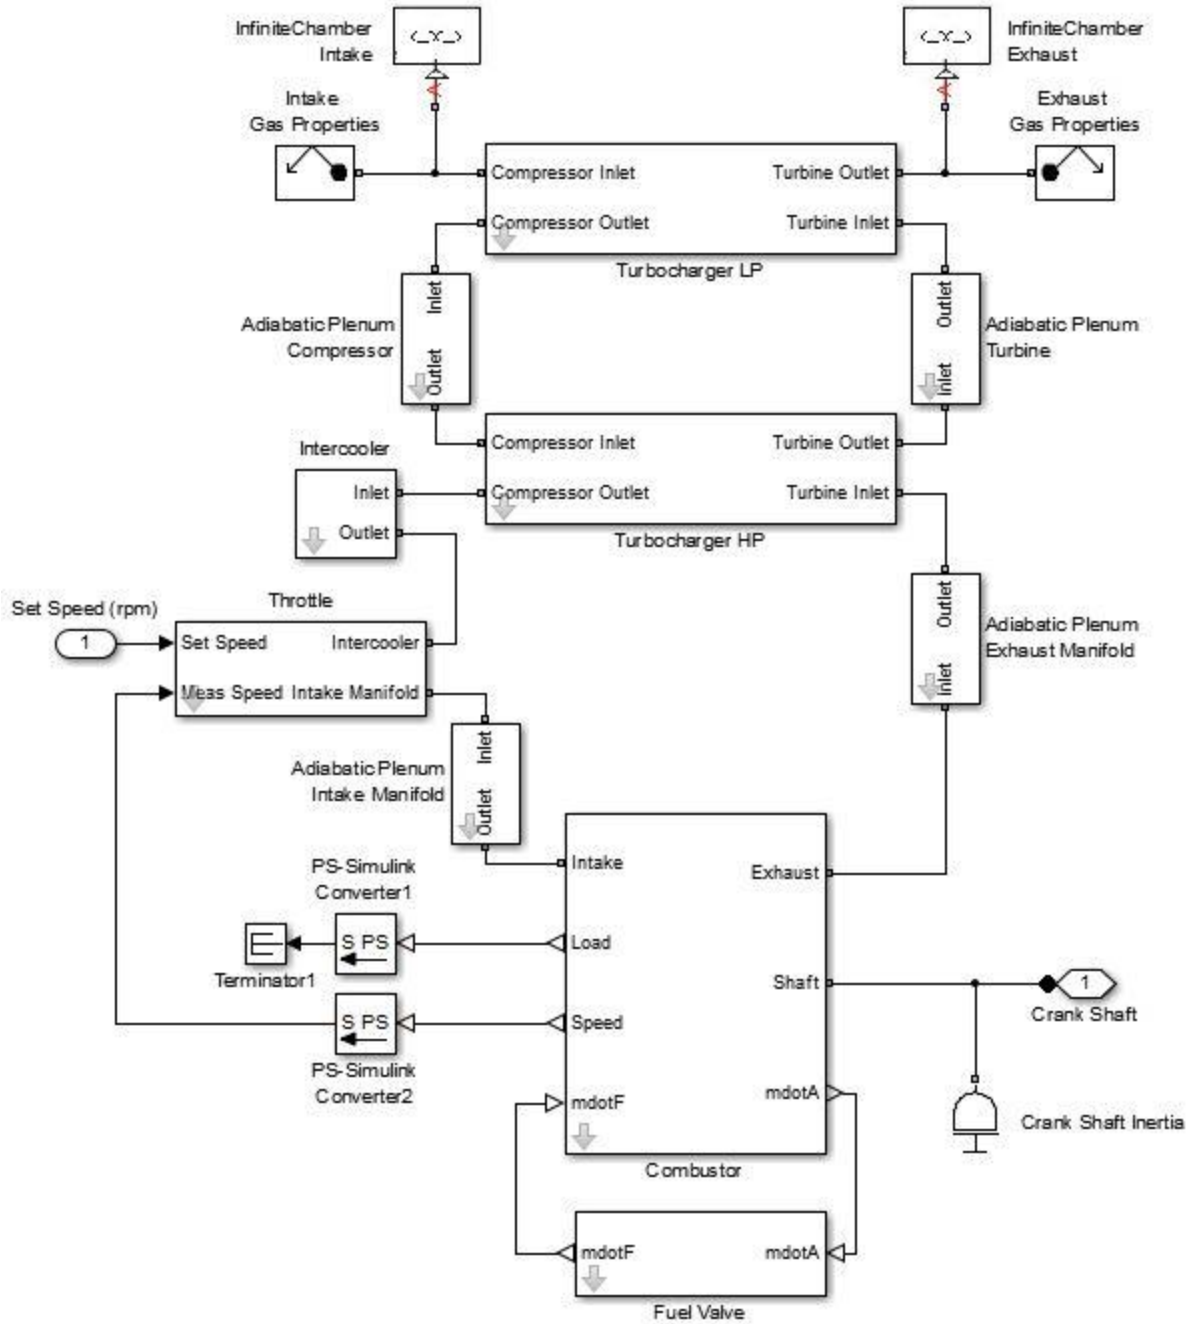 InfiniteChamber
Intake
InfiniteChamber
Exhaust
Intake
Gas Properties
Exhaust
Gas Properties
Compressor Inlet
Turbine Outlet
Compressor Outlet
Turbine Inlet
Turbocharger LP
Inlet
Outlet
Adiabatic Plenum
Compressor
Outlet
Inlet
Adiabatic Plenum
Turbine
Compressor Inlet
Turbine Outlet
Compressor Outlet
Turbine Inlet
Turbocharger HP
Intercooler
Inlet
Outlet
Outlet
Inlet
Adiabatic Plenum
Exhaust Manifold
Set Speed (rpm)
1
Throttle
Set Speed
Intercooler
Meas Speed
Intake Manifold
Inlet
Outlet
Adiabatic Plenum
Intake Manifold
Intake
Exhaust
Load
Shaft
Speed
mdotF
mdotA
Combustor
PS-Simulink
Converter1
S PS
Terminator1
S PS
PS-Simulink
Converter2
1
Crank Shaft
Crank Shaft Inertia
mdotF
mdotA
Fuel Valve